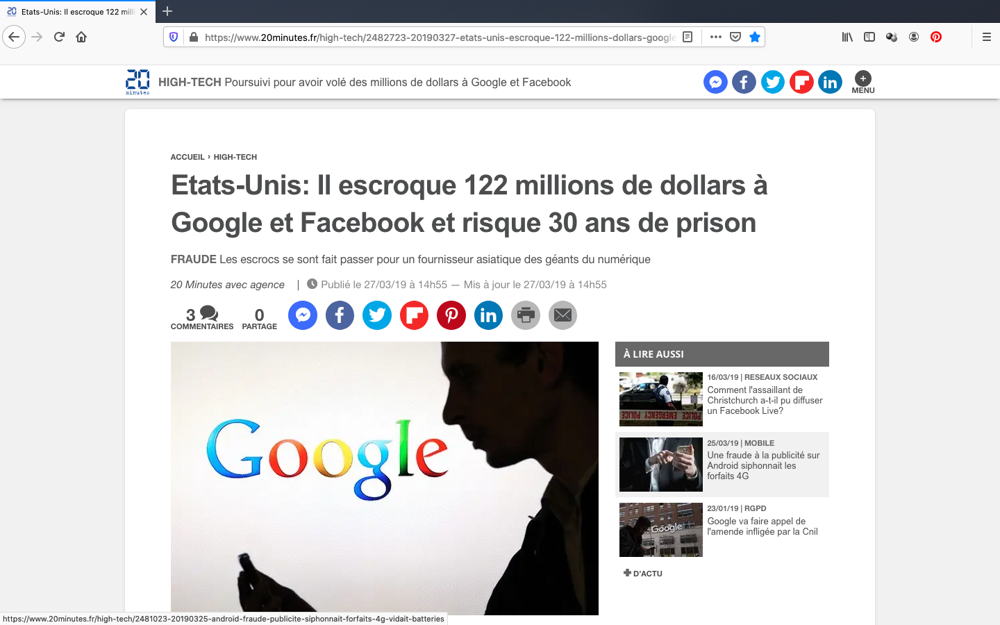 20 Etats-Unis: Il escroque 122 mill
https://www.20minutes.fr/high-tech/2482723-20190327-etats-unis-escroque-122-millions-dollars-google
20 minutes
HIGH-TECH Poursuivi pour avoir volé des millions de dollars à Google et Facebook
MENU
ACCUEIL › HIGH-TECH
Etats-Unis: Il escroque 122 millions de dollars à
Google et Facebook et risque 30 ans de prison
FRAUDE Les escrocs se sont fait passer pour un fournisseur asiatique des géants du numérique
20 Minutes avec agence | Publié le 27/03/19 à 14h55 — Mis à jour le 27/03/19 à 14h55
3
COMMENTAIRES
0
PARTAGE
Google
À LIRE AUSSI
16/03/19 | RESEAUX SOCIAUX
Comment l'assaillant de
Christchurch a-t-il pu diffuser
un Facebook Live?
POLICE EMERGENCY POLICE
25/03/19 | MOBILE
Une fraude à la publicité sur
Android siphonnait les
forfaits 4G
23/01/19 | RGPD
Google va faire appel de
l'amende infligée par la Cnil
Google
D'ACTU
https://www.20minutes.fr/high-tech/2481023-20190325-android-fraude-publicite-siphonnait-forfaits-4g-vidait-batteries